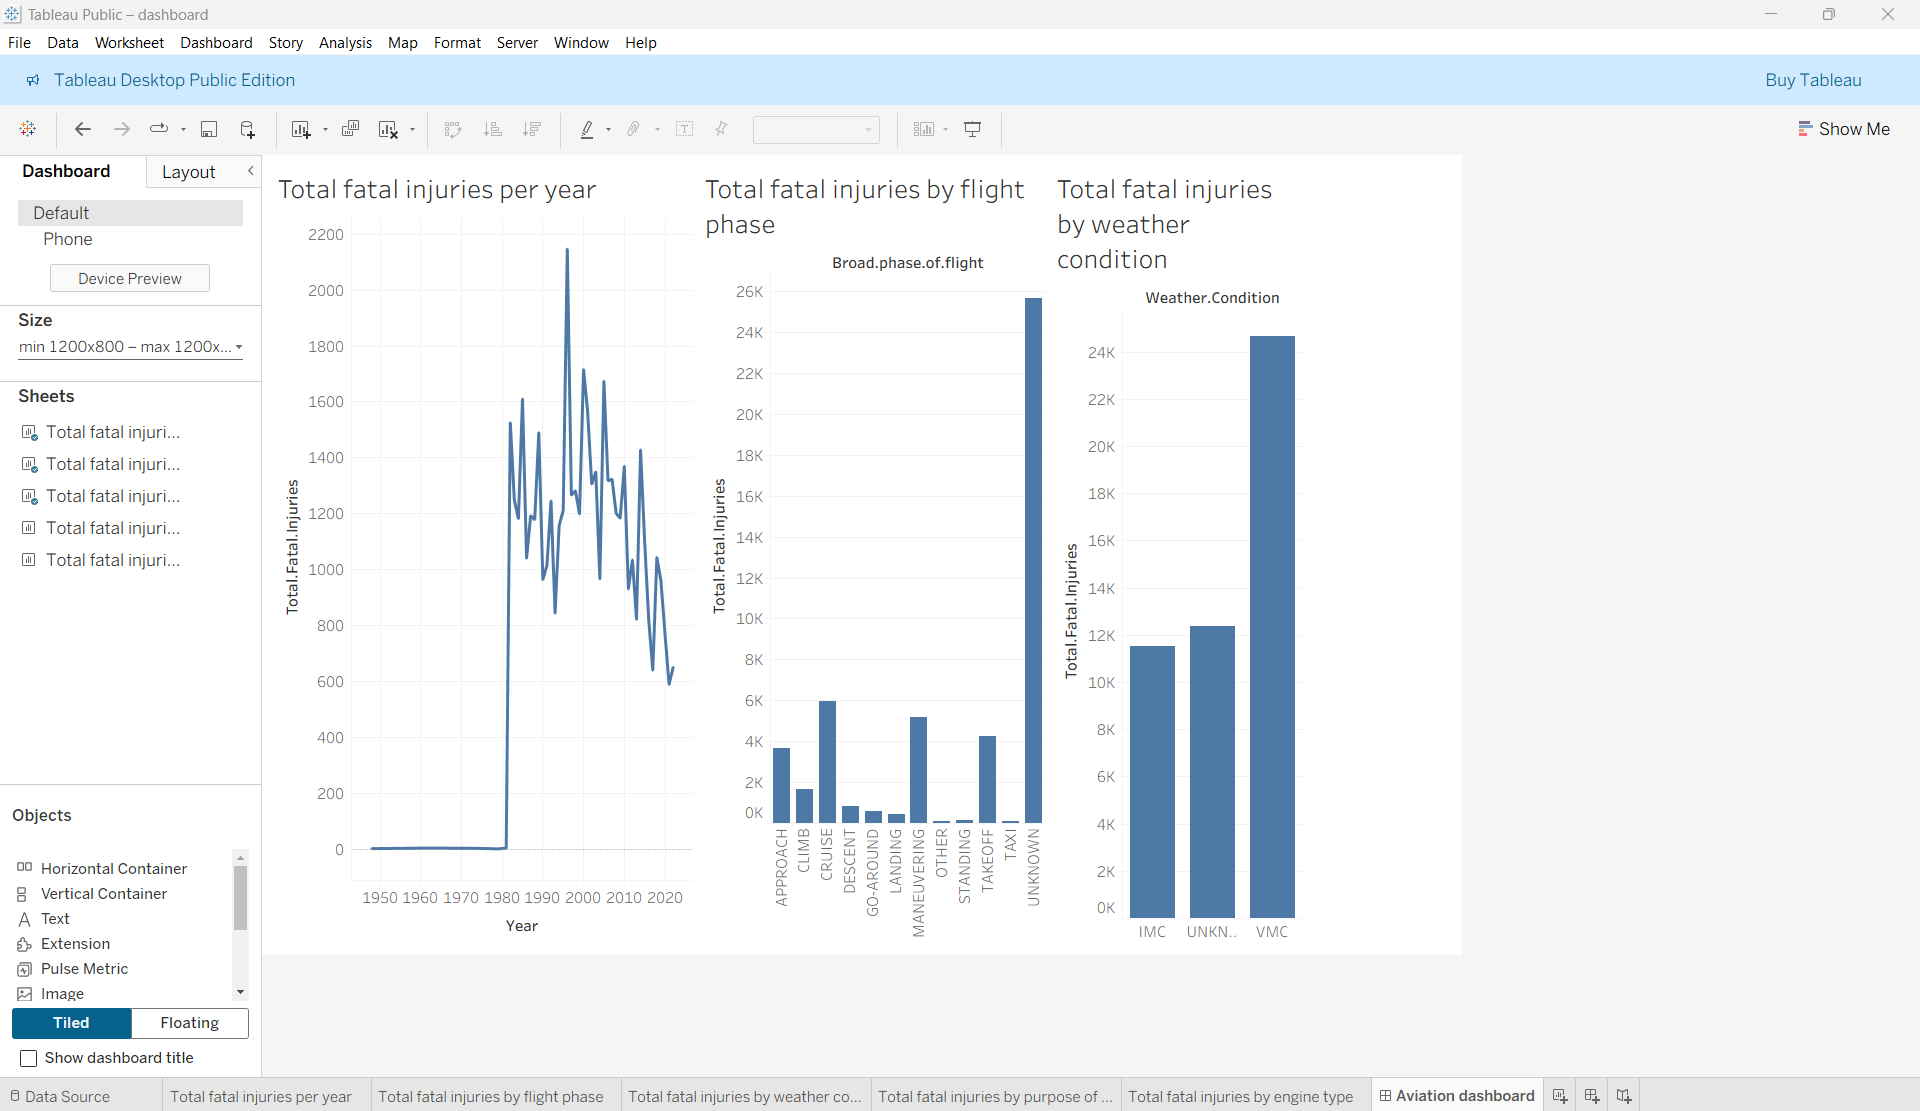 Tableau Public – dashboard
File Data Worksheet Dashboard Story Analysis Map Format Server Window Help
Tableau Desktop Public Edition
Buy Tableau
Show Me
Dashboard
Layout
Default
Phone
Device Preview
Size
min 1200x800 – max 1200x...
Sheets
Total fatal injuri...
Total fatal injuri...
Total fatal injuri...
Total fatal injuri...
Total fatal injuri...
Objects
Horizontal Container
Vertical Container
Text
Extension
Pulse Metric
Image
Tiled
Floating
Show dashboard title
Total fatal injuries per year
Total.Fatal.Injuries
2200
2000
1800
1600
1400
1200
1000
800
600
400
200
0
1950 1960 1970 1980 1990 2000 2010 2020
Year
Total fatal injuries by flight
phase
Broad.phase.of.flight
Total.Fatal.Injuries
26K
24K
22K
20K
18K
16K
14K
12K
10K
8K
6K
4K
2K
0K
APPROACH
CLIMB
CRUISE
DESCENT
GO-AROUND
LANDING
MANEUVERING
OTHER
STANDING
TAKEOFF
TAXI
UNKNOWN
Total fatal injuries
by weather
condition
Weather.Condition
Total.Fatal.Injuries
24K
22K
20K
18K
16K
14K
12K
10K
8K
6K
4K
2K
0K
IMC UNKN.. VMC
Data Source
Total fatal injuries per year
Total fatal injuries by flight phase
Total fatal injuries by weather co...
Total fatal injuries by purpose of ...
Total fatal injuries by engine type
Aviation dashboard